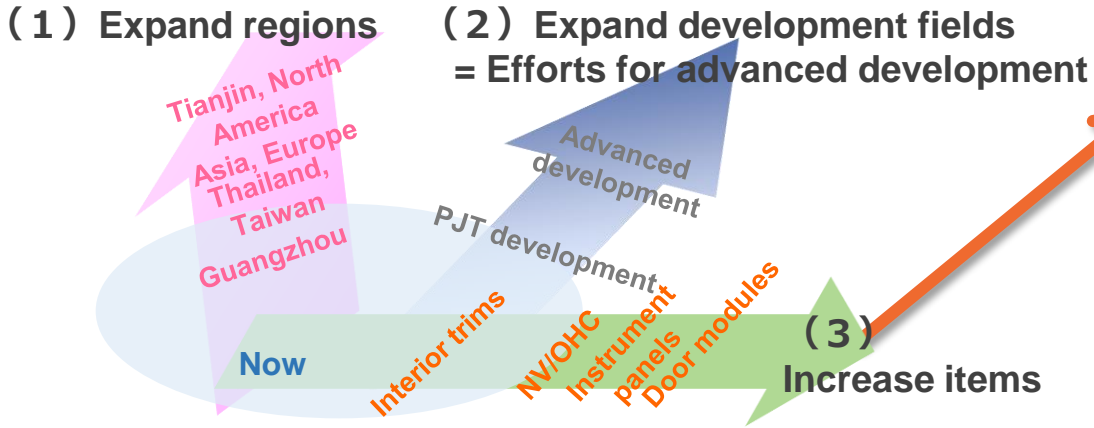 （１）Expand regions
（２）Expand development fields
= Efforts for advanced development
Tianjin, North
America
Asia, Europe
Thailand,
Taiwan
Guangzhou
Advanced
development
PJT development
Now
Interior trims
NV/OHC
Instrument
panels
Door modules
（３）
Increase items